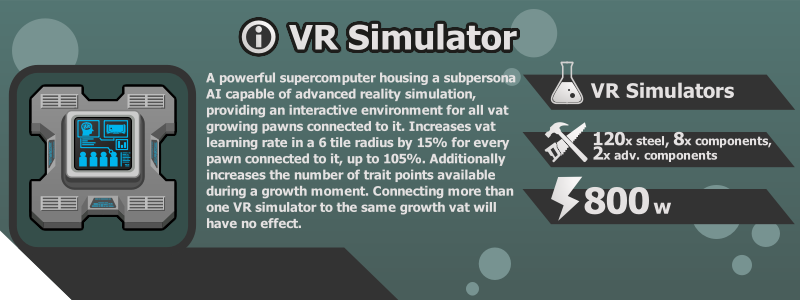 VR Simulator
A powerful supercomputer housing a subpersona
AI capable of advanced reality simulation,
providing an interactive environment for all vat
growing pawns connected to it. Increases vat
learning rate in a 6 tile radius by 15% for every
pawn connected to it, up to 105%. Additionally
increases the number of trait points available
during a growth moment. Connecting more than
one VR simulator to the same growth vat will
have no effect.
VR Simulators
120x steel, 8x components,
2x adv. components
800 w